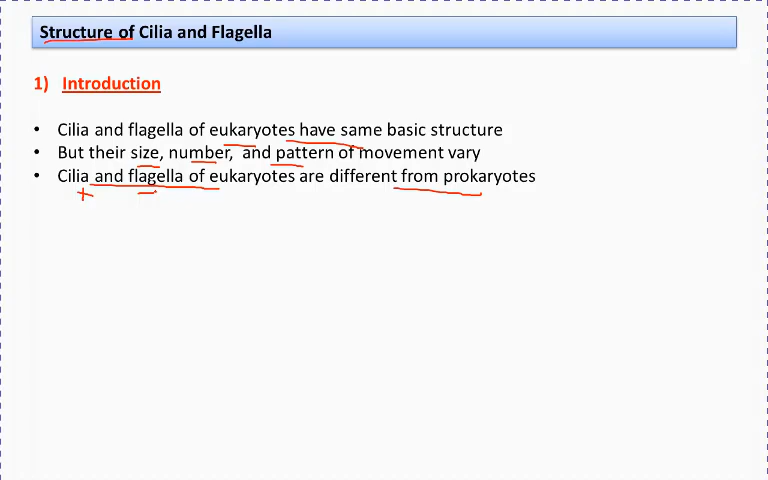 Structure of Cilia and Flagella
1) Introduction
• Cilia and flagella of eukaryotes have same basic structure
• But their size, number, and pattern of movement vary
• Cilia and flagella of eukaryotes are different from prokaryotes